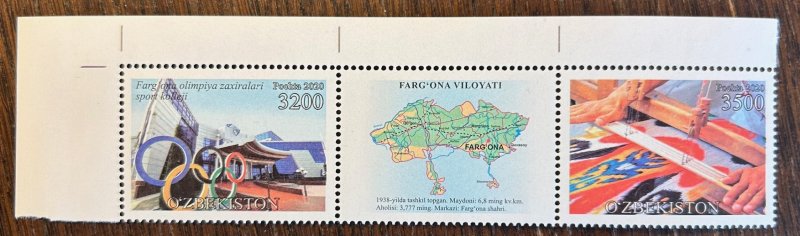 Farg'ona olimpiya zaxiralari
sport kolleji
Pochta 2020
3200
O'ZBEKISTON
FARG'ONA VILOYATI
FARG'ONA
1938-yilda tashkil topgan. Maydoni: 6,8 ming kv.km.
Aholisi: 3,777 ming. Markazi: Farg'ona shahri.
Pochta 2020
3500
O'ZBEKISTON